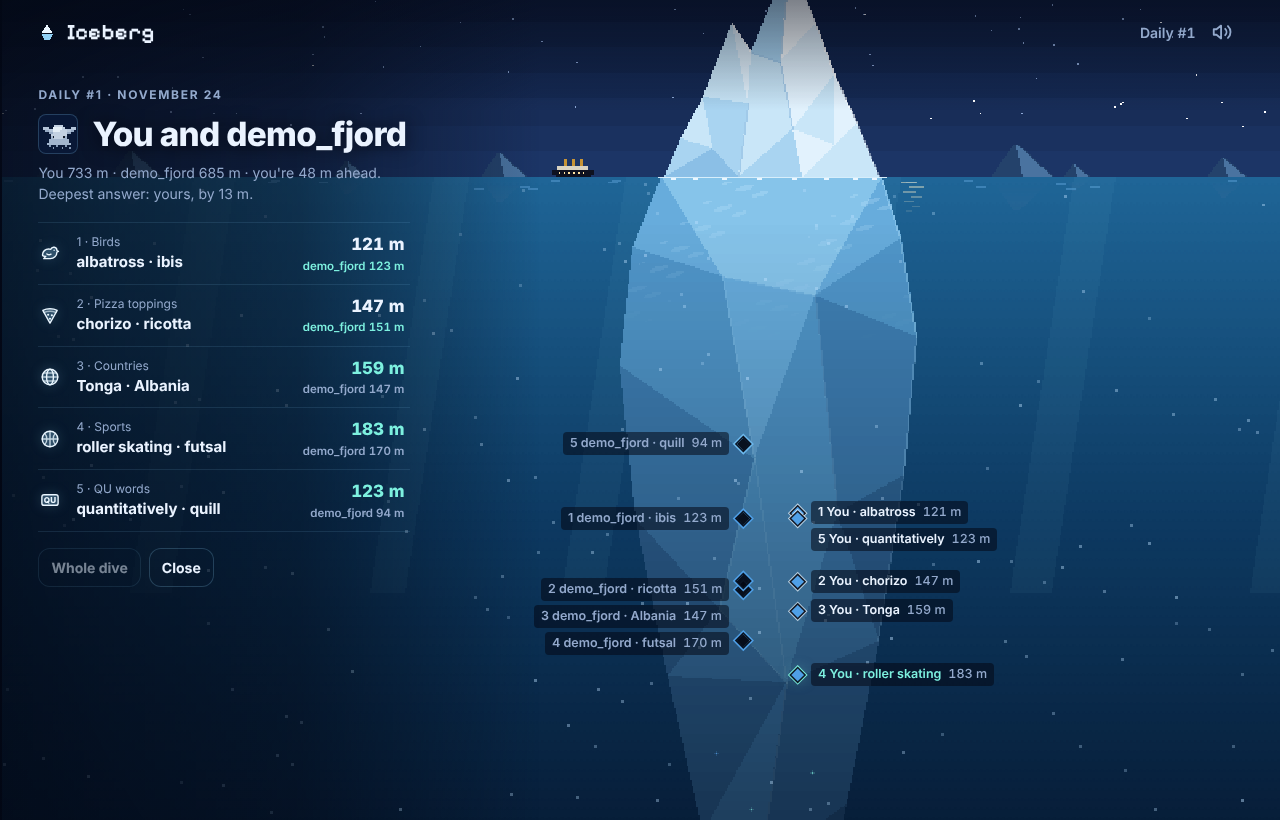 Iceberg
Daily #1
DAILY #1 · NOVEMBER 24
You and demo_fjord
You 733 m · demo_fjord 685 m · you're 48 m ahead.
Deepest answer: yours, by 13 m.
1 · Birds
albatross · ibis
121 m
demo_fjord 123 m
2 · Pizza toppings
chorizo · ricotta
147 m
demo_fjord 151 m
3 · Countries
Tonga · Albania
159 m
demo_fjord 147 m
4 · Sports
roller skating · futsal
183 m
demo_fjord 170 m
5 · QU words
quantitatively · quill
123 m
demo_fjord 94 m
QU
Whole dive
Close
5 demo_fjord · quill 94 m
1 demo_fjord · ibis 123 m
2 demo_fjord · ricotta 151 m
3 demo_fjord · Albania 147 m
4 demo_fjord · futsal 170 m
1 You · albatross 121 m
5 You · quantitatively 123 m
2 You · chorizo 147 m
3 You · Tonga 159 m
4 You · roller skating 183 m